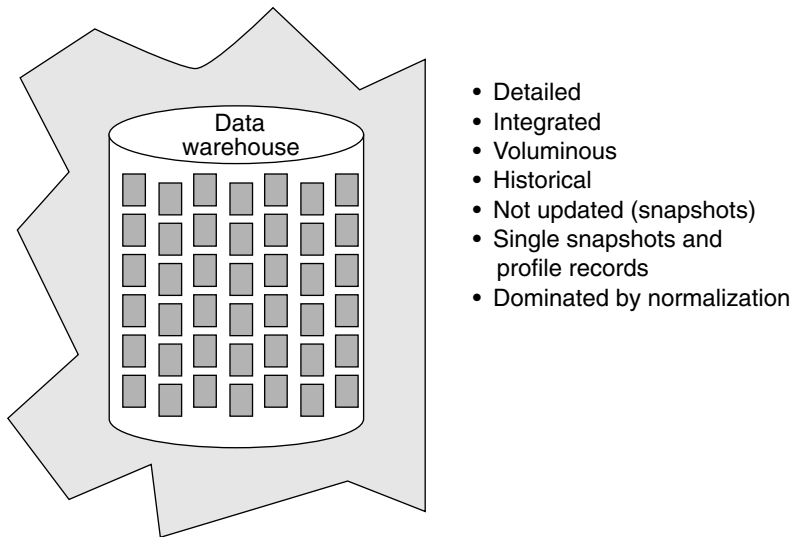 Data
warehouse
• Detailed
• Integrated
• Voluminous
• Historical
• Not updated (snapshots)
• Single snapshots and
profile records
• Dominated by normalization